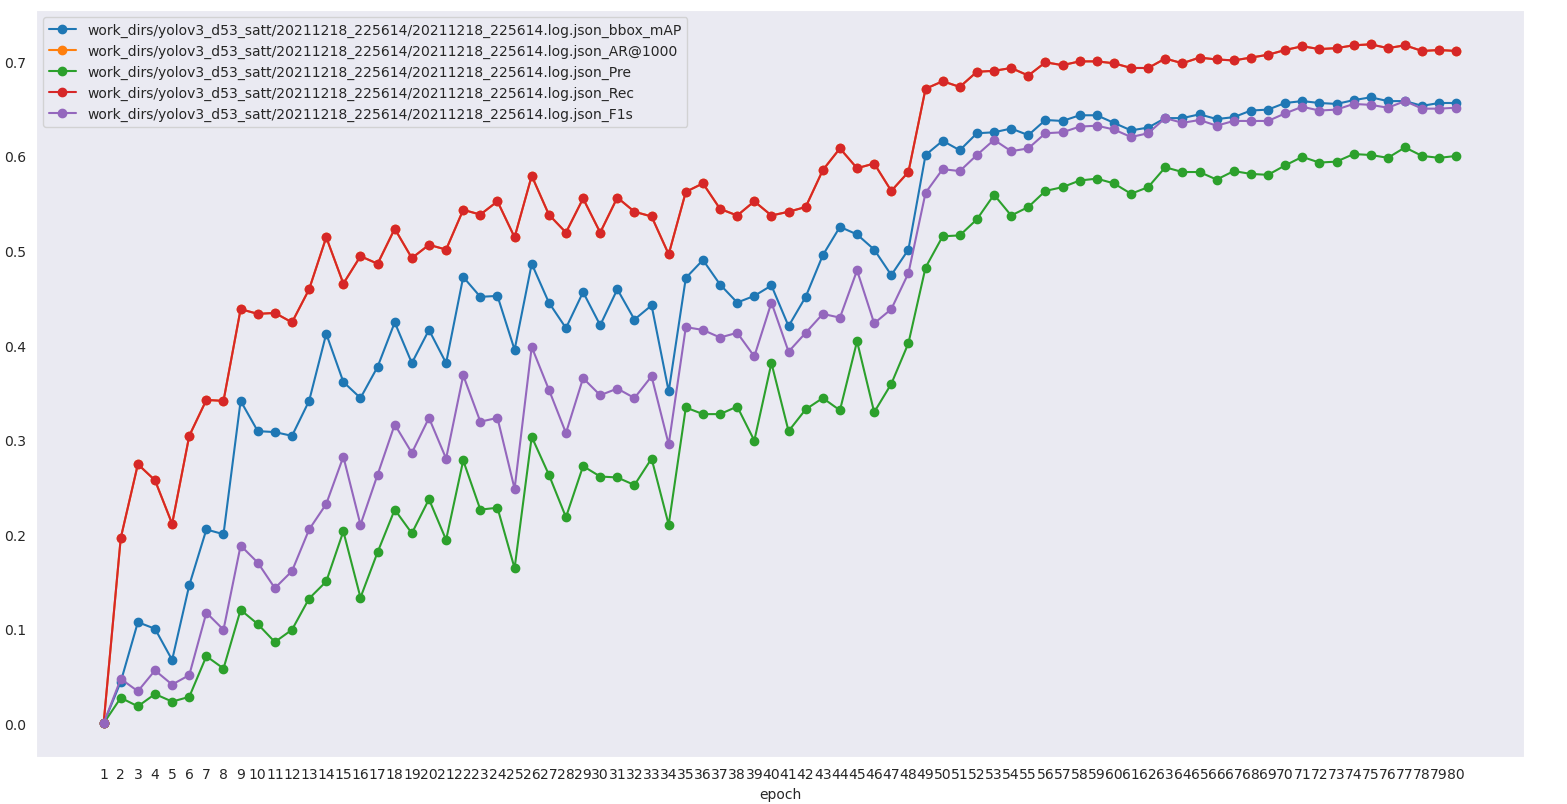 work_dirs/yolov3_d53_satt/20211218_225614/20211218_225614.log.json_bbox_mAP
work_dirs/yolov3_d53_satt/20211218_225614/20211218_225614.log.json_AR@1000
work_dirs/yolov3_d53_satt/20211218_225614/20211218_225614.log.json_Pre
work_dirs/yolov3_d53_satt/20211218_225614/20211218_225614.log.json_Rec
work_dirs/yolov3_d53_satt/20211218_225614/20211218_225614.log.json_F1s
0.7
0.6
0.5
0.4
0.3
0.2
0.1
0.0
1 2 3 4 5 6 7 8 9 10 11 12 13 14 15 16 17 18 19 20 21 22 23 24 25 26 27 28 29 30 31 32 33 34 35 36 37 38 39 40 41 42 43 44 45 46 47 48 49 50 51 52 53 54 55 56 57 58 59 60 61 62 63 64 65 66 67 68 69 70 71 72 73 74 75 76 77 78 79 80
epoch